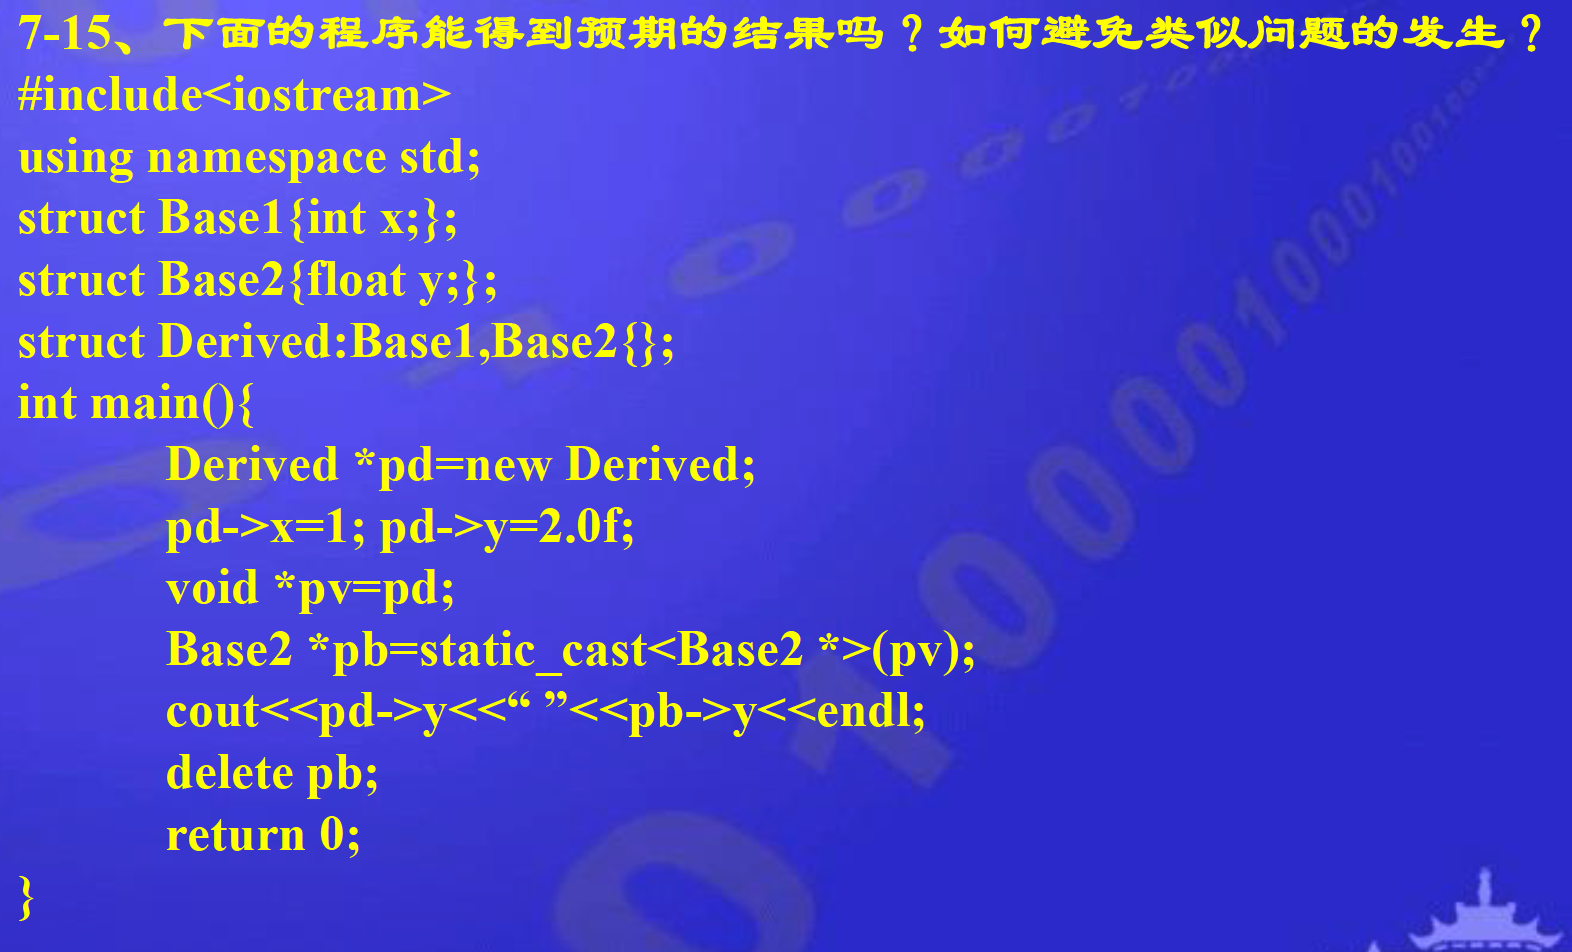 7-15、下面的程序能得到预期的结果吗？如何避免类似问题的发生？
#include<iostream>
using namespace std;
struct Base1{int x;};
struct Base2{float y;};
struct Derived:Base1,Base2{};
int main(){
Derived *pd=new Derived;
pd->x=1; pd->y=2.0f;
void *pv=pd;
Base2 *pb=static_cast<Base2 *>(pv);
cout<<pd->y<<“ ”<<pb->y<<endl;
delete pb;
return 0;
}